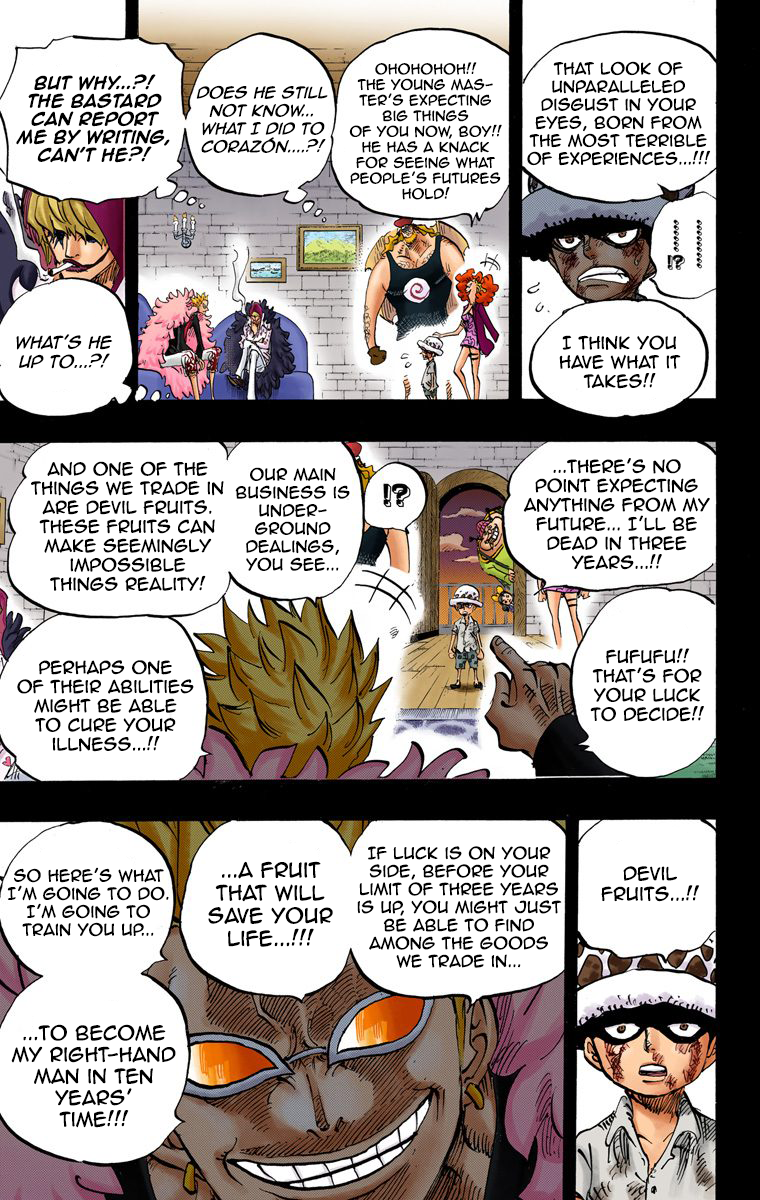 THAT LOOK OF
UNPARALLELED
DISGUST IN YOUR
EYES, BORN FROM
THE MOST TERRIBLE
OF EXPERIENCES...!!!
!?
I THINK YOU
HAVE WHAT IT
TAKES!!
OHOHOHOH!!
THE YOUNG MAS-
TER'S EXPECTING
BIG THINGS
OF YOU NOW, BOY!!
HE HAS A KNACK
FOR SEEING WHAT
PEOPLE'S FUTURES
HOLD!
DOES HE STILL
NOT KNOW...
WHAT I DID TO
CORAZÓN....?!
BUT WHY...?!
THE BASTARD
CAN REPORT
ME BY WRITING,
CAN'T HE?!
WHAT'S HE
UP TO...?!
...THERE'S NO
POINT EXPECTING
ANYTHING FROM MY
FUTURE... I'LL BE
DEAD IN THREE
YEARS...!!
FUFUFU!!
THAT'S FOR
YOUR LUCK
TO DECIDE!!
!?
OUR MAIN
BUSINESS IS
UNDER-
GROUND
DEALINGS,
YOU SEE...
AND ONE OF THE
THINGS WE TRADE IN
ARE DEVIL FRUITS.
THESE FRUITS CAN
MAKE SEEMINGLY
IMPOSSIBLE
THINGS REALITY!
PERHAPS ONE
OF THEIR ABILITIES
MIGHT BE ABLE
TO CURE YOUR
ILLNESS...!!
DEVIL
FRUITS...!!
IF LUCK IS ON YOUR
SIDE, BEFORE YOUR
LIMIT OF THREE YEARS
IS UP, YOU MIGHT JUST
BE ABLE TO FIND
AMONG THE GOODS
WE TRADE IN...
...A FRUIT
THAT WILL
SAVE YOUR
LIFE...!!!
SO HERE'S WHAT
I'M GOING TO DO.
I'M GOING TO
TRAIN YOU UP...
...TO BECOME
MY RIGHT-HAND
MAN IN TEN
YEARS'
TIME!!!